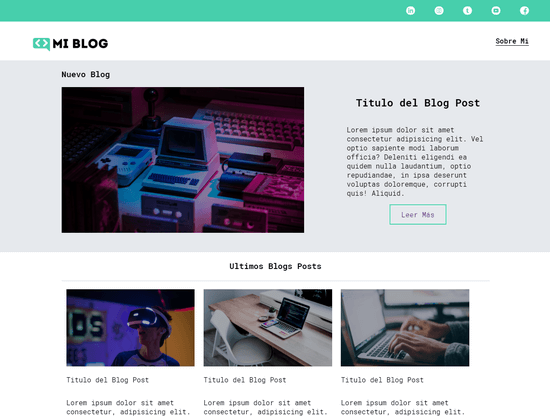 MI BLOG
Sobre Mi
Nuevo Blog
Titulo del Blog Post
Lorem ipsum dolor sit amet
consectetur adipisicing elit. Vel
optio sapiente modi laborum
officia? Deleniti eligendi ea
quidem nulla laudantium, optio
repudiandae, in ipsa deserunt
voluptas doloremque, corrupti
quis! Aliquid.
Leer Más
Ultimos Blogs Posts
Titulo del Blog Post
Lorem ipsum dolor sit amet
consectetur, adipisicing elit.
Titulo del Blog Post
Lorem ipsum dolor sit amet
consectetur, adipisicing elit.
Titulo del Blog Post
Lorem ipsum dolor sit amet
consectetur, adipisicing elit.